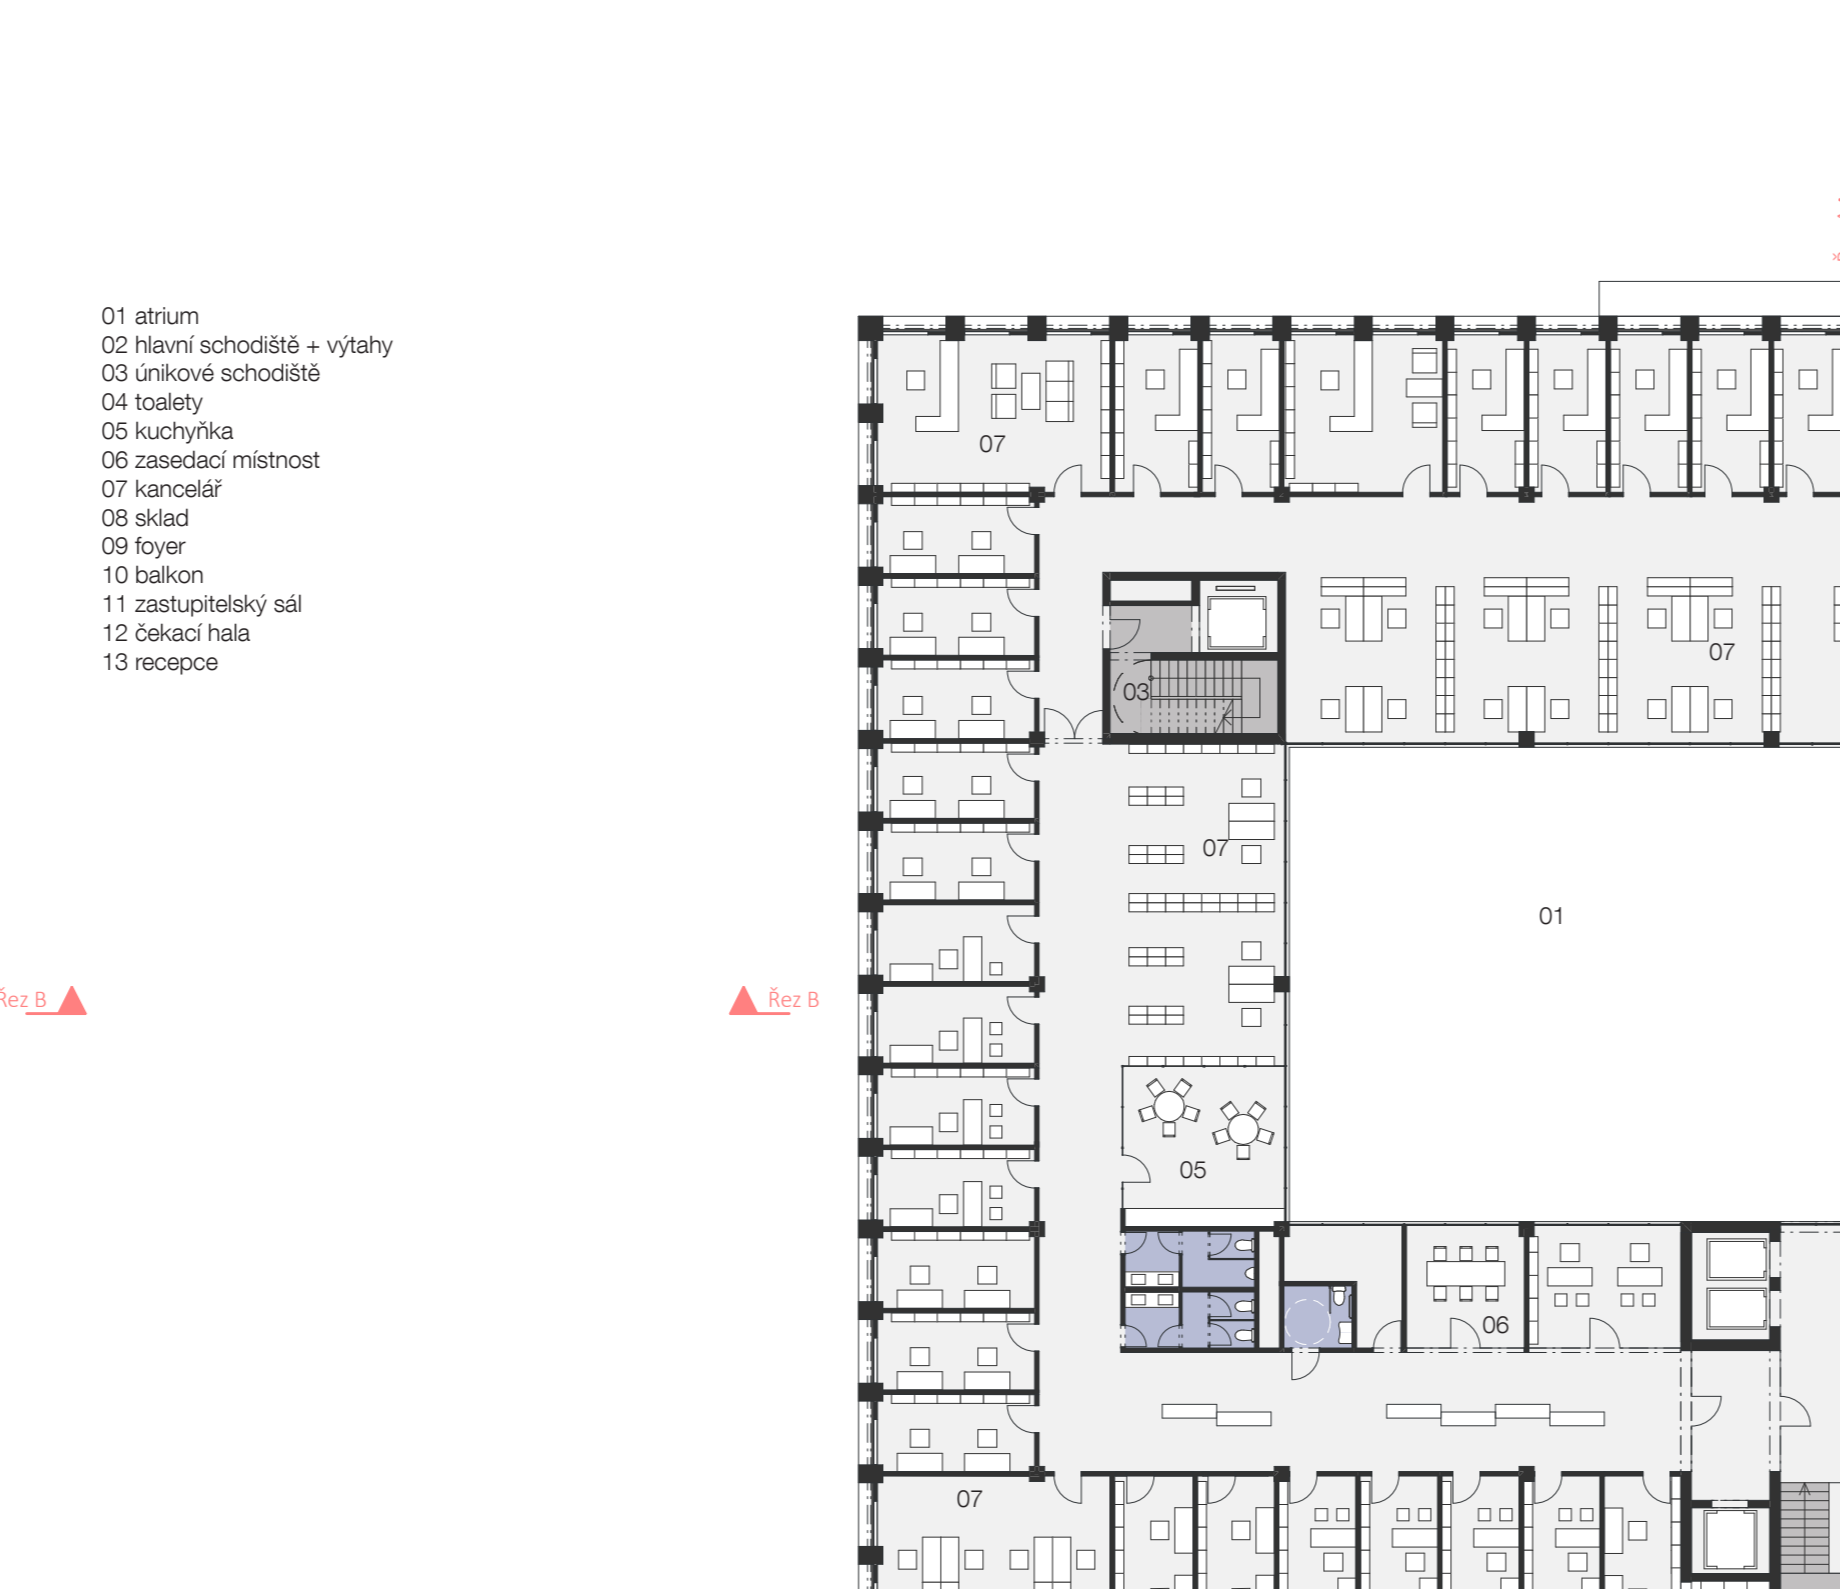 01 atrium
02 hlavní schodiště + výtahy
03 únikové schodiště
04 toalety
05 kuchyňka
06 zasedací místnost
07 kancelář
08 sklad
09 foyer
10 balkon
11 zastupitelský sál
12 čekací hala
13 recepce
07
07
03
07
01
Řez B
Řez B
05
06
07